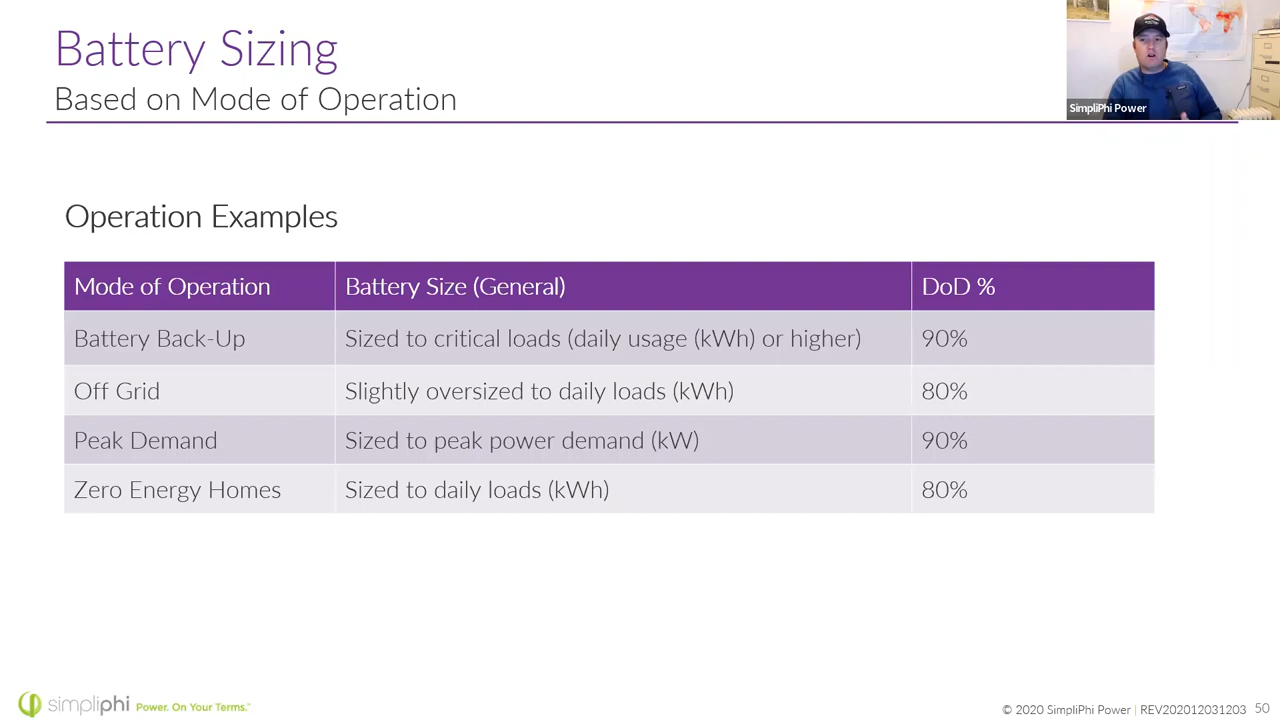 Battery Sizing
Based on Mode of Operation
SimpliPhi Power
Operation Examples
Mode of Operation Battery Size (General) DoD %
Battery Back-Up Sized to critical loads (daily usage (kWh) or higher) 90%
Off Grid Slightly oversized to daily loads (kWh) 80%
Peak Demand Sized to peak power demand (kW) 90%
Zero Energy Homes Sized to daily loads (kWh) 80%
simpliphi Power. On Your Terms.™
© 2020 SimpliPhi Power | REV202012031203 50